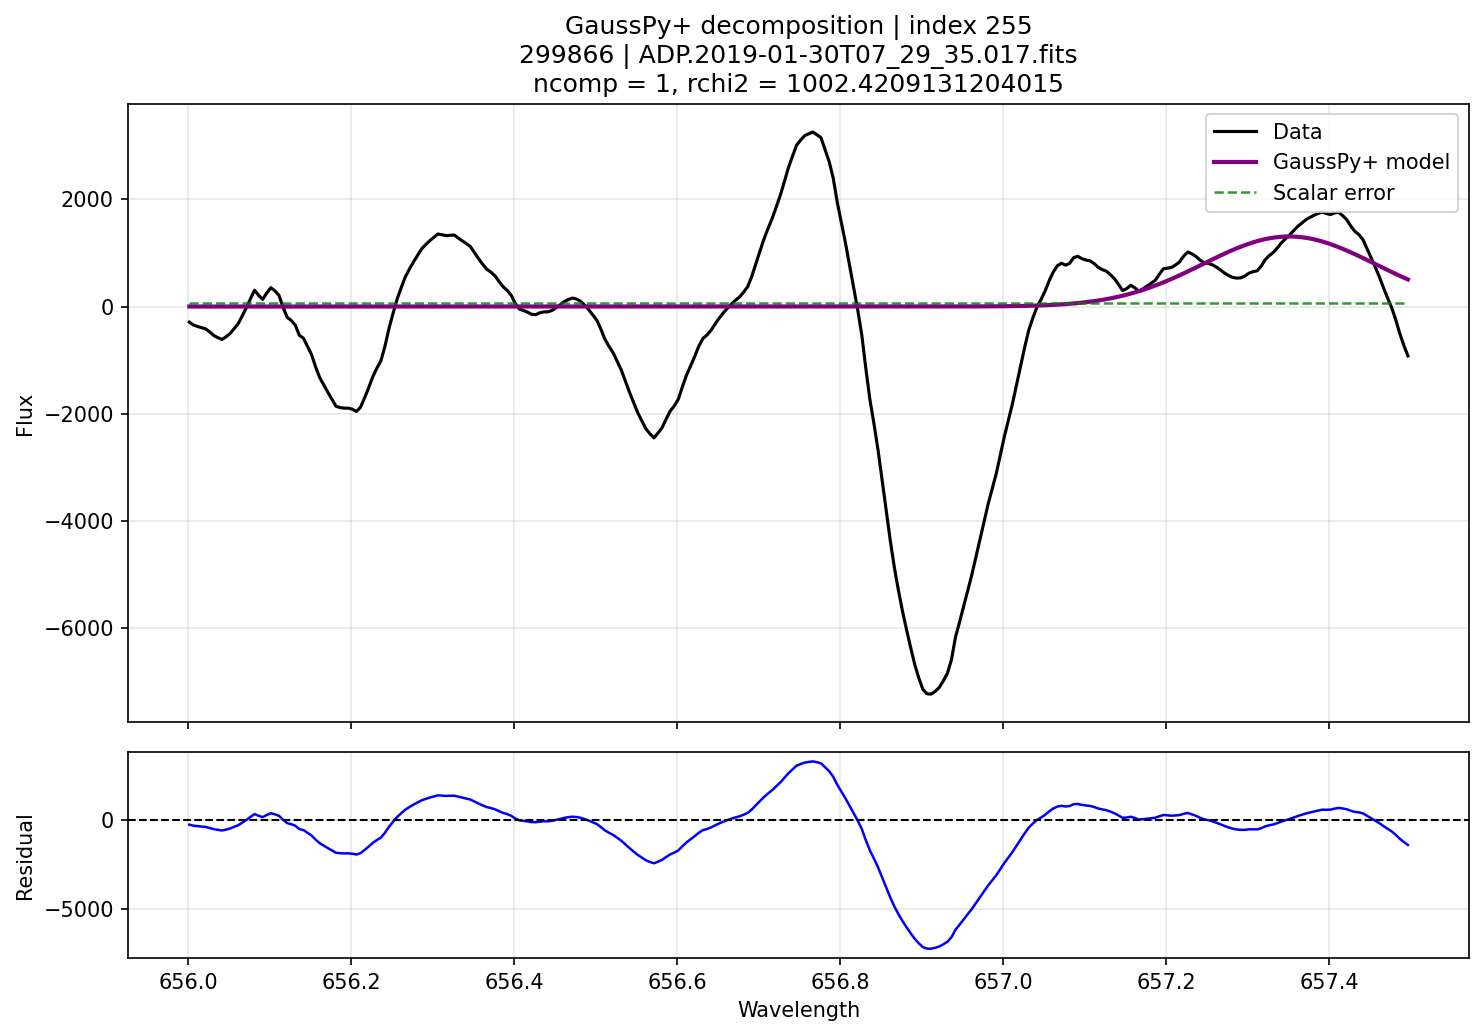 GaussPy+ decomposition | index 255
299866 | ADP.2019-01-30T07_29_35.017.fits
ncomp = 1, rchi2 = 1002.4209131204015
Data
GaussPy+ model
Scalar error
2000
0
−2000
−4000
−6000
Flux
0
−5000
Residual
656.0 656.2 656.4 656.6 656.8 657.0 657.2 657.4
Wavelength